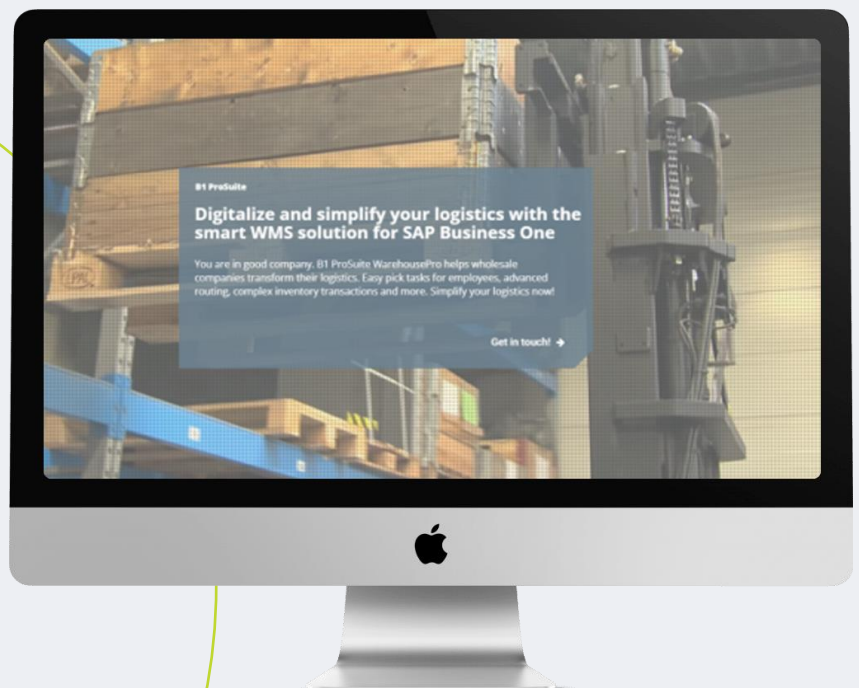 B1 ProSuite
Digitalize and simplify your logistics with the
smart WMS solution for SAP Business One
You are in good company. B1 ProSuite WarehousePro helps wholesale
companies transform their logistics. Easy pick tasks for employees, advanced
routing, complex inventory transactions and more. Simplify your logistics now!
Get in touch! →